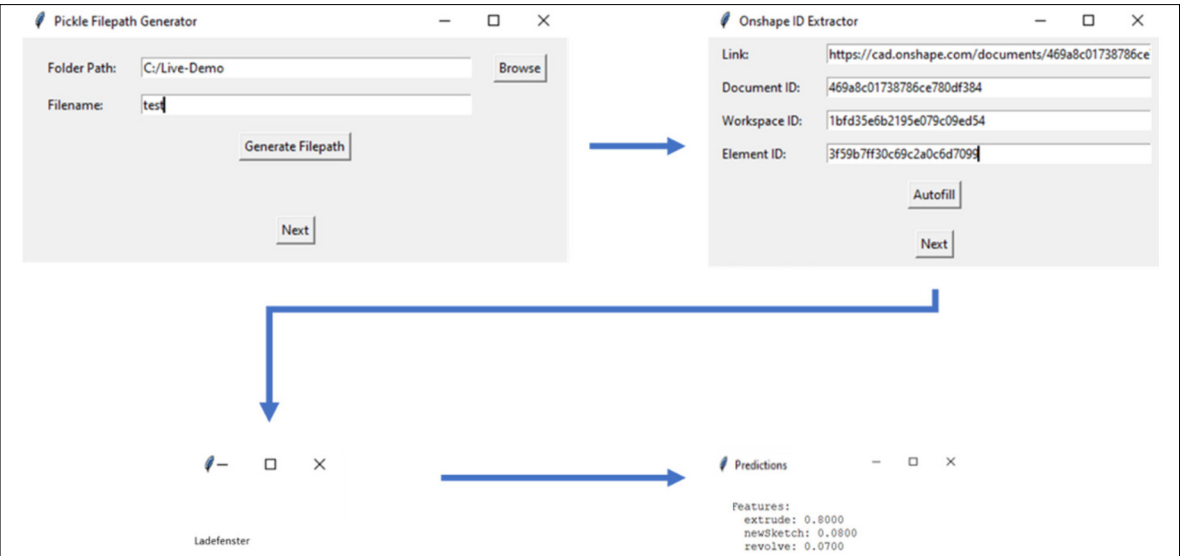 Pickle Filepath Generator
Folder Path: C:/Live-Demo Browse
Filename: test
Generate Filepath
Next
Onshape ID Extractor
Link: https://cad.onshape.com/documents/469a8c01738786ce
Document ID: 469a8c01738786ce780df384
Workspace ID: 1bfd35e6b2195e079c09ed54
Element ID: 3f59b7ff30c69c2a0c6d7099
Autofill
Next
Ladefenster
Predictions
Features:
extrude: 0.8000
newSketch: 0.0800
revolve: 0.0700